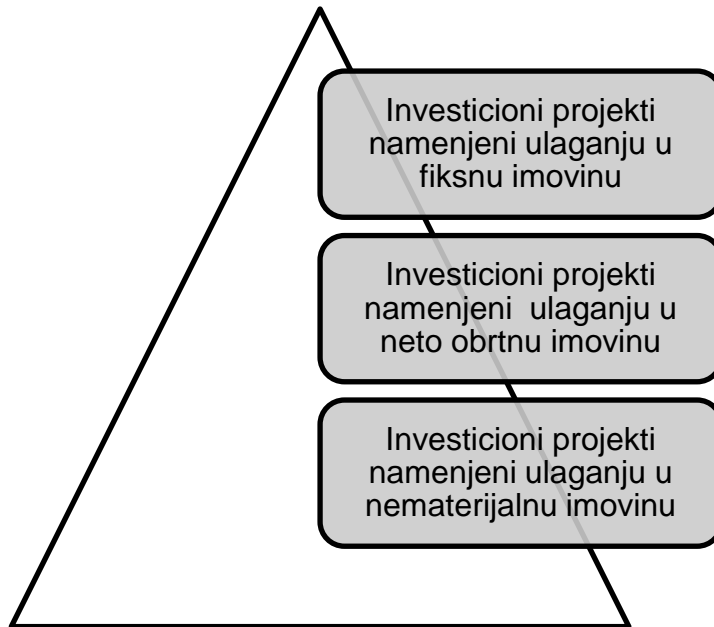 Investicioni projekti
namenjeni ulaganju u
fiksnu imovinu
Investicioni projekti
namenjeni  ulaganju u
neto obrtnu imovinu
Investicioni projekti
namenjeni ulaganju u
nematerijalnu imovinu